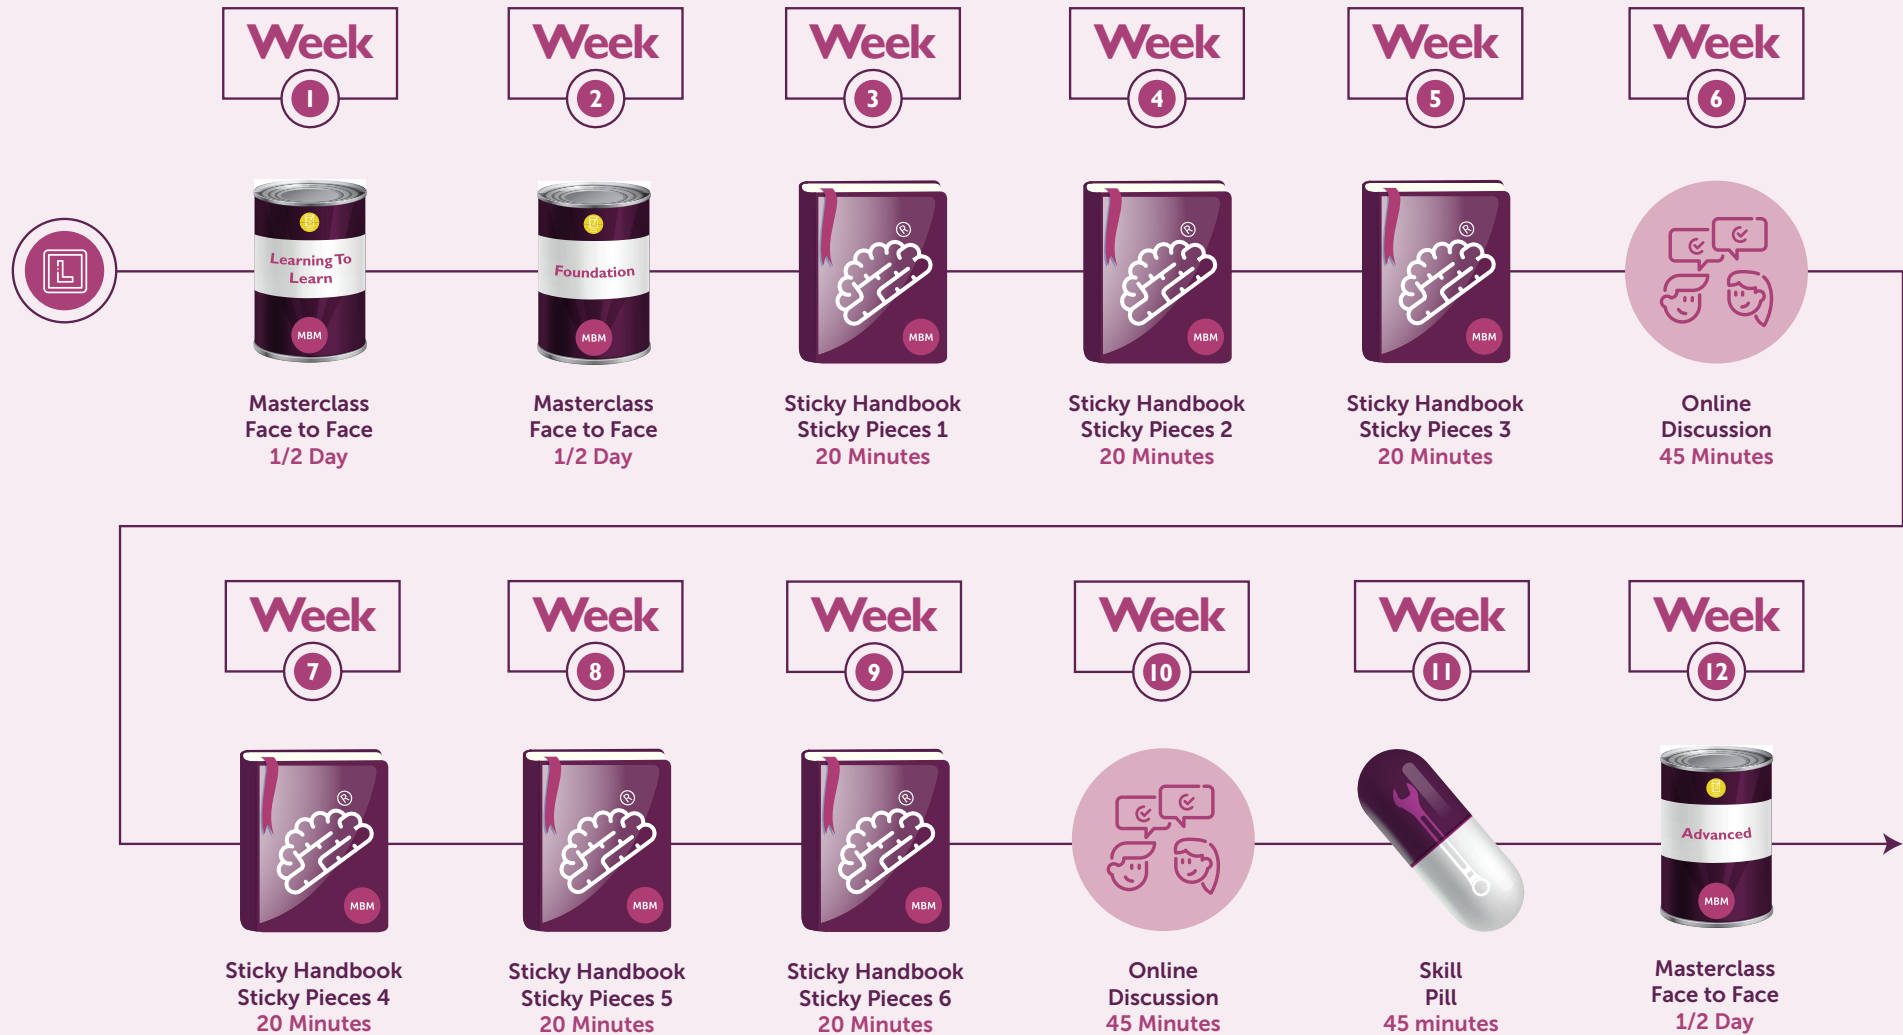 Week
1
Week
2
Week
3
Week
4
Week
5
Week
6
L
Learning To
Learn
MBM
Foundation
MBM
®
MBM
®
MBM
®
MBM
Masterclass
Face to Face
1/2 Day
Masterclass
Face to Face
1/2 Day
Sticky Handbook
Sticky Pieces 1
20 Minutes
Sticky Handbook
Sticky Pieces 2
20 Minutes
Sticky Handbook
Sticky Pieces 3
20 Minutes
Online
Discussion
45 Minutes
Week
7
Week
8
Week
9
Week
10
Week
11
Week
12
®
MBM
®
MBM
®
MBM
Advanced
MBM
Sticky Handbook
Sticky Pieces 4
20 Minutes
Sticky Handbook
Sticky Pieces 5
20 Minutes
Sticky Handbook
Sticky Pieces 6
20 Minutes
Online
Discussion
45 Minutes
Skill
Pill
45 minutes
Masterclass
Face to Face
1/2 Day